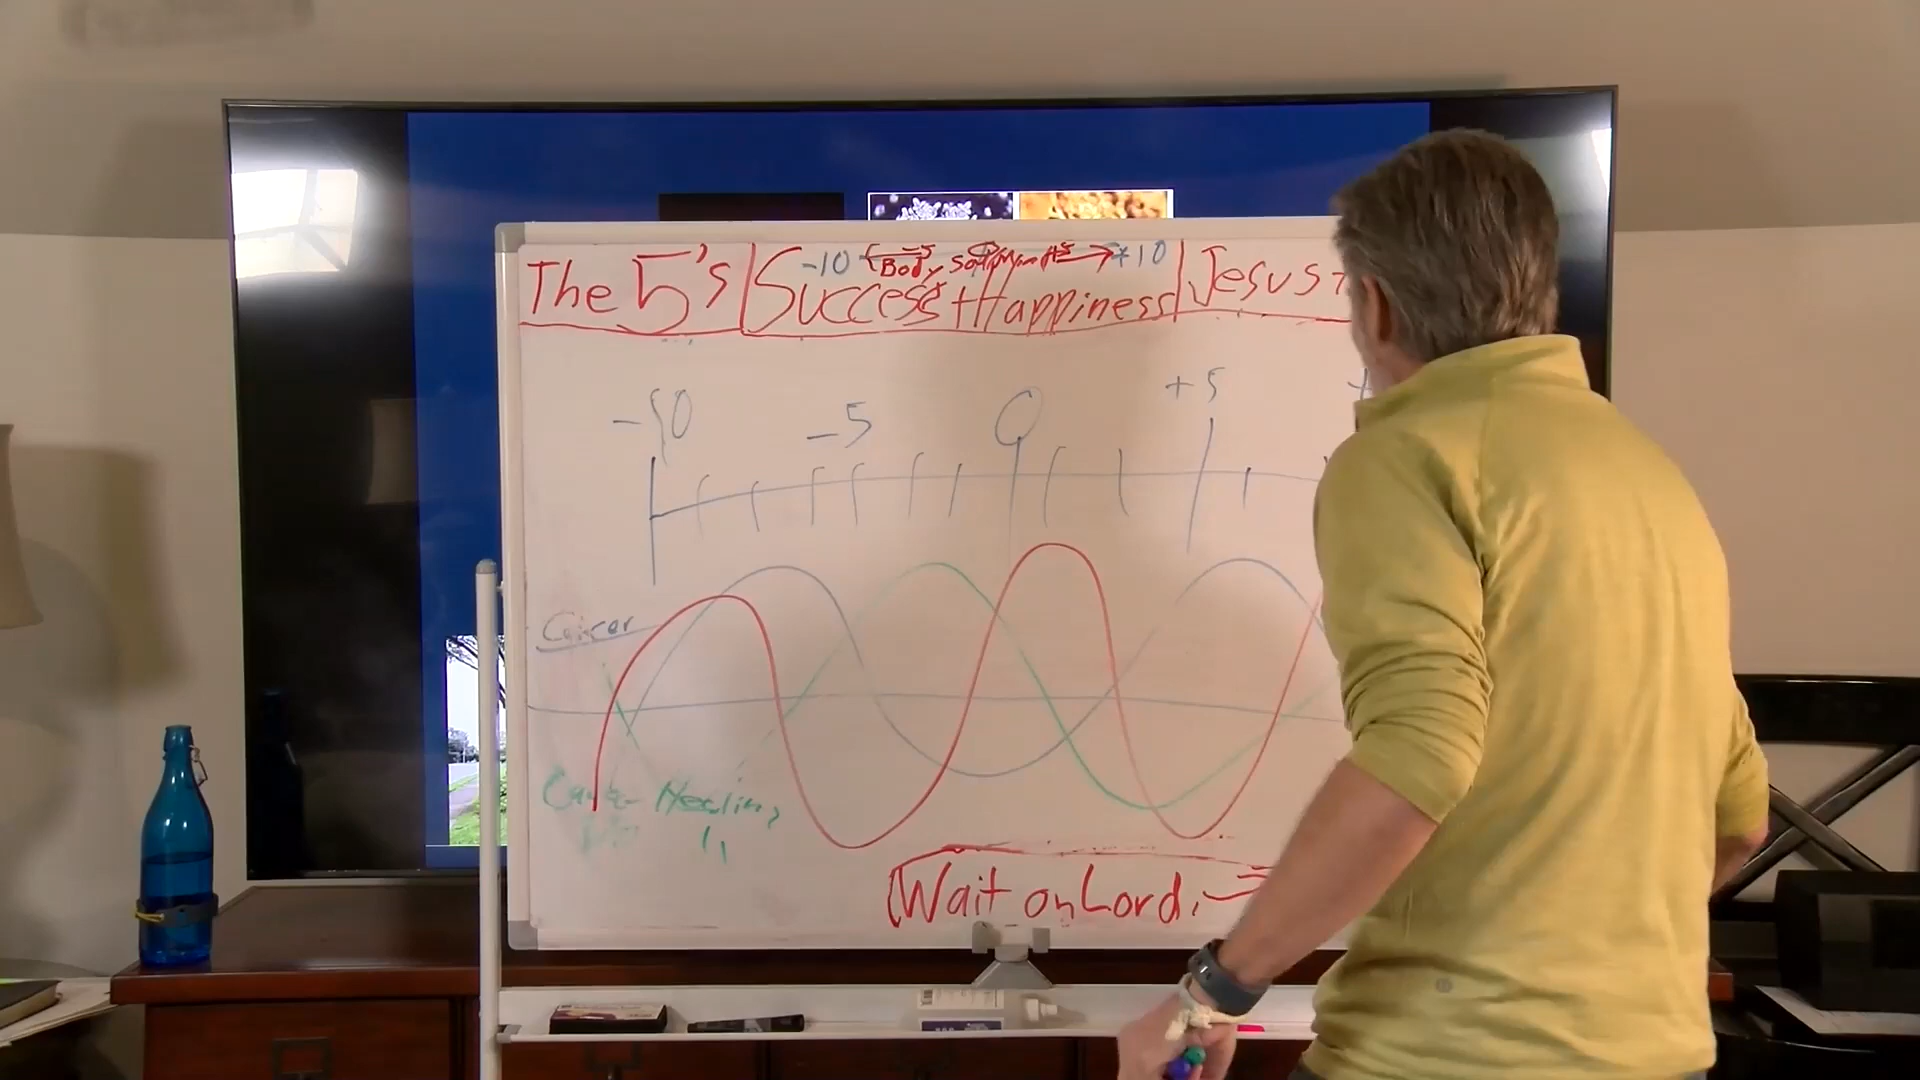 The 5's
-10 Body +10
Success + Happiness
Jesus +
-10
-5
0
+5
Cancer
Healing
Wait on Lord